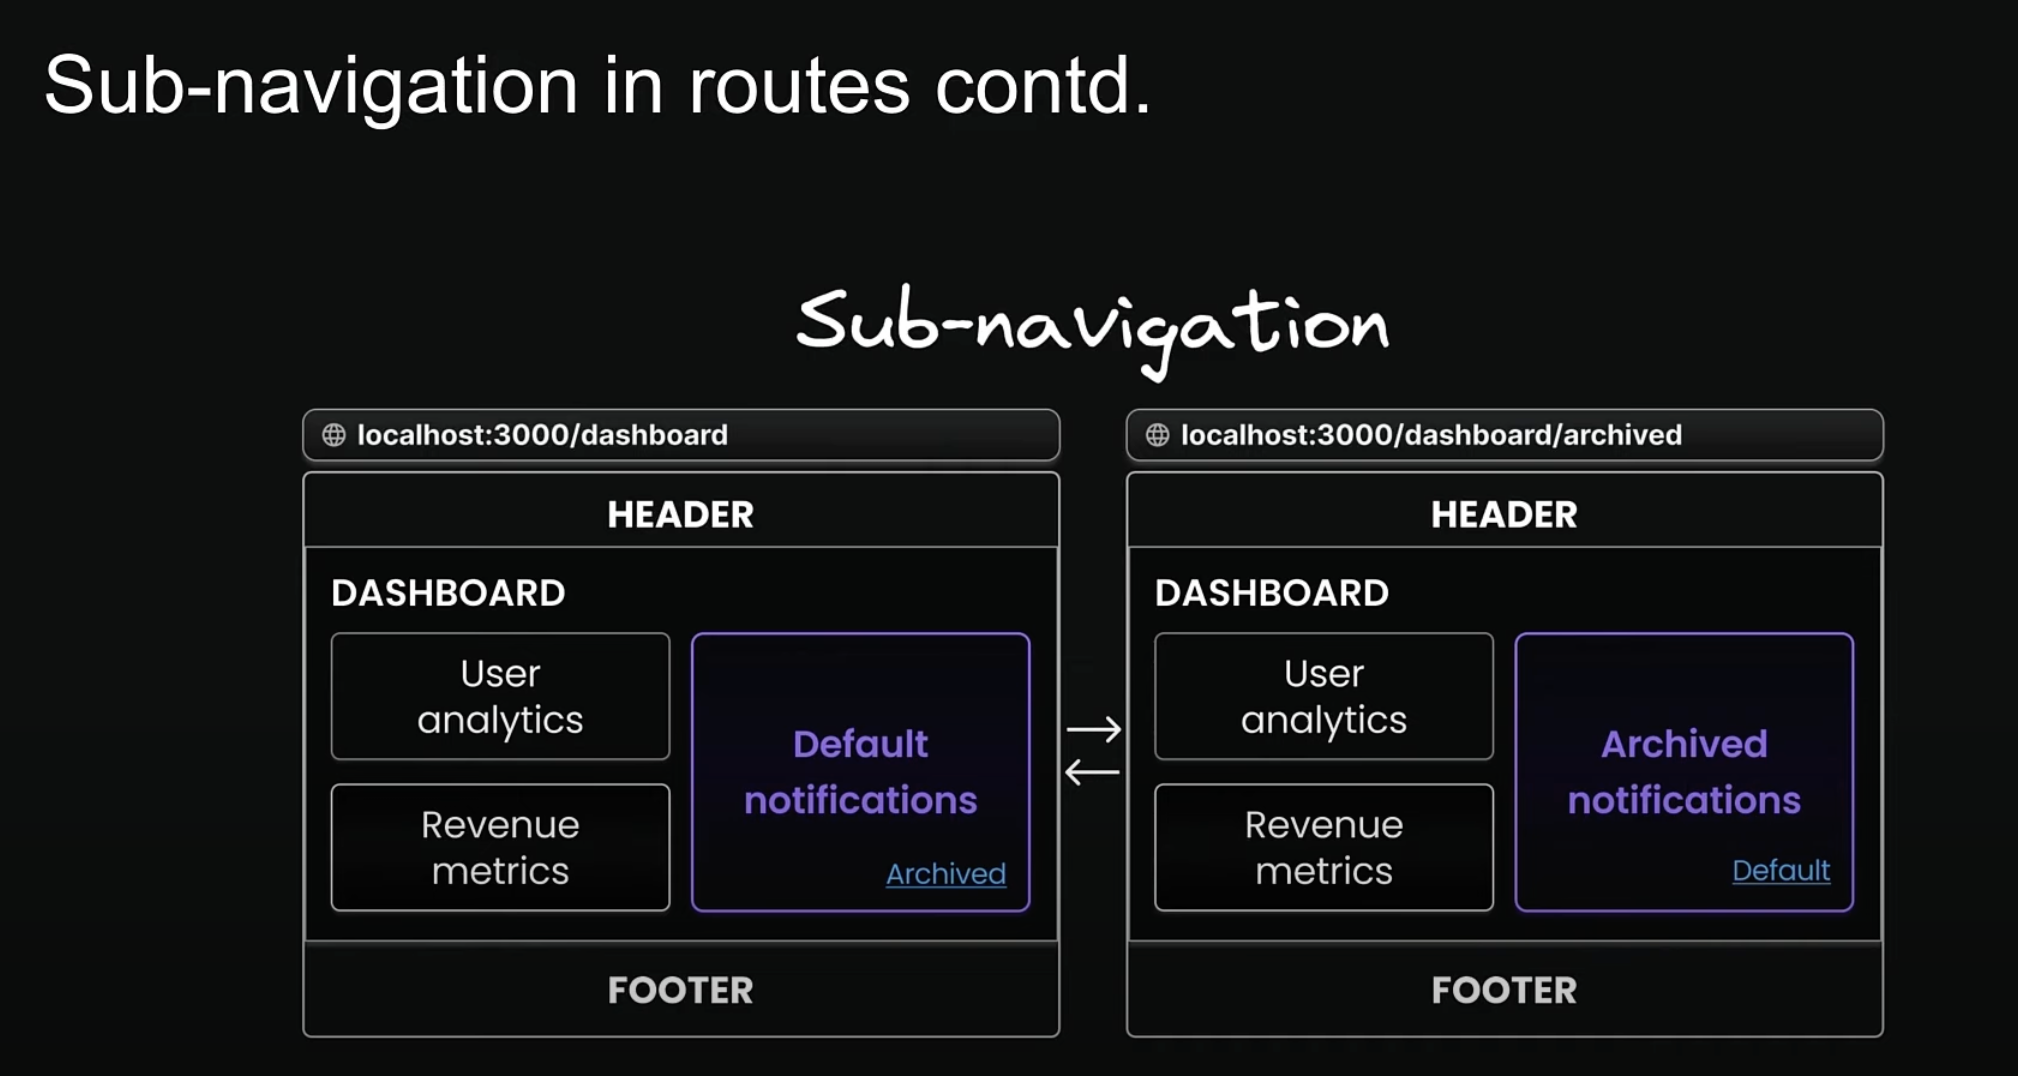 Sub-navigation in routes contd.
Sub-navigation
localhost:3000/dashboard
HEADER
DASHBOARD
User
analytics
Revenue
metrics
Default
notifications
Archived
FOOTER
localhost:3000/dashboard/archived
HEADER
DASHBOARD
User
analytics
Revenue
metrics
Archived
notifications
Default
FOOTER